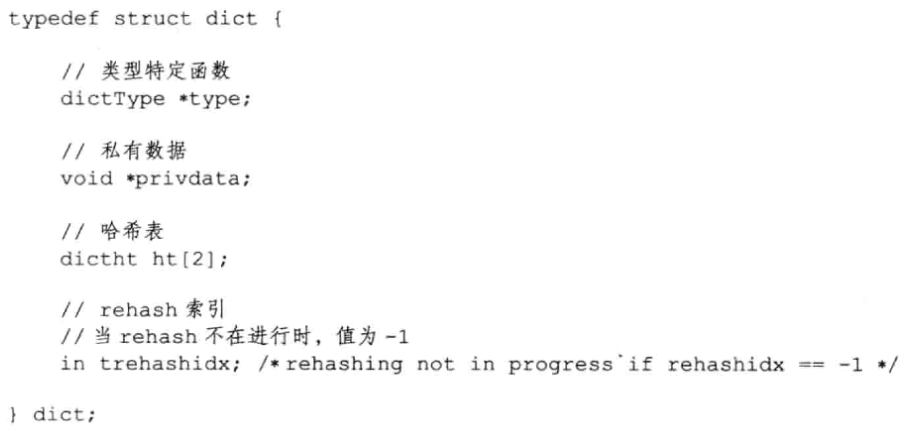 typedef struct dict {
// 类型特定函数
dictType *type;
// 私有数据
void *privdata;
// 哈希表
dictht ht[2];
// rehash 索引
// 当 rehash 不在进行时，值为 -1
in trehashidx; /* rehashing not in progress`if rehashidx == -1 */
} dict;